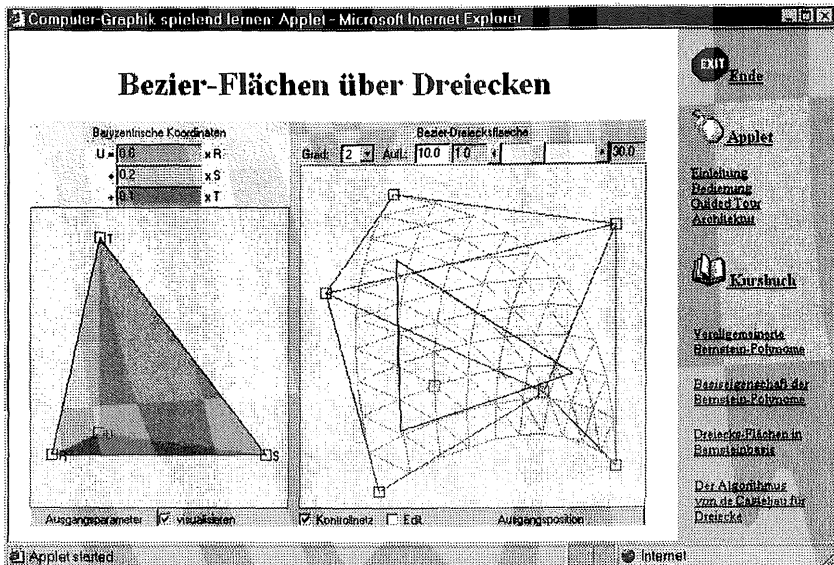 Computer-Graphik spielend lernen: Applet - Microsoft Internet Explorer
Bezier-Flächen über Dreiecken
Baryzentrische Koordinaten
U = 0.6 x R
+ 0.2 x S
+ 0.1 x T
T
R
U
S
Ausgangsparameter visualisieren
Bezier-Dreiecksflaeche
Grad: 2 Aufl.: 10.0 1.0 30.0
Kontrollnetz Edit Ausgangsposition
EXIT Ende
Applet
Einleitung
Bedienung
Guided Tour
Architektur
Kursbuch
Verallgemeinerte
Bernstein-Polynome
Basiseigenschaft der
Bernstein-Polynome
Dreiecks-Flächen in
Bernsteinbasis
Der Algorithmus
von de Casteljau für
Dreiecke
Applet started
Internet